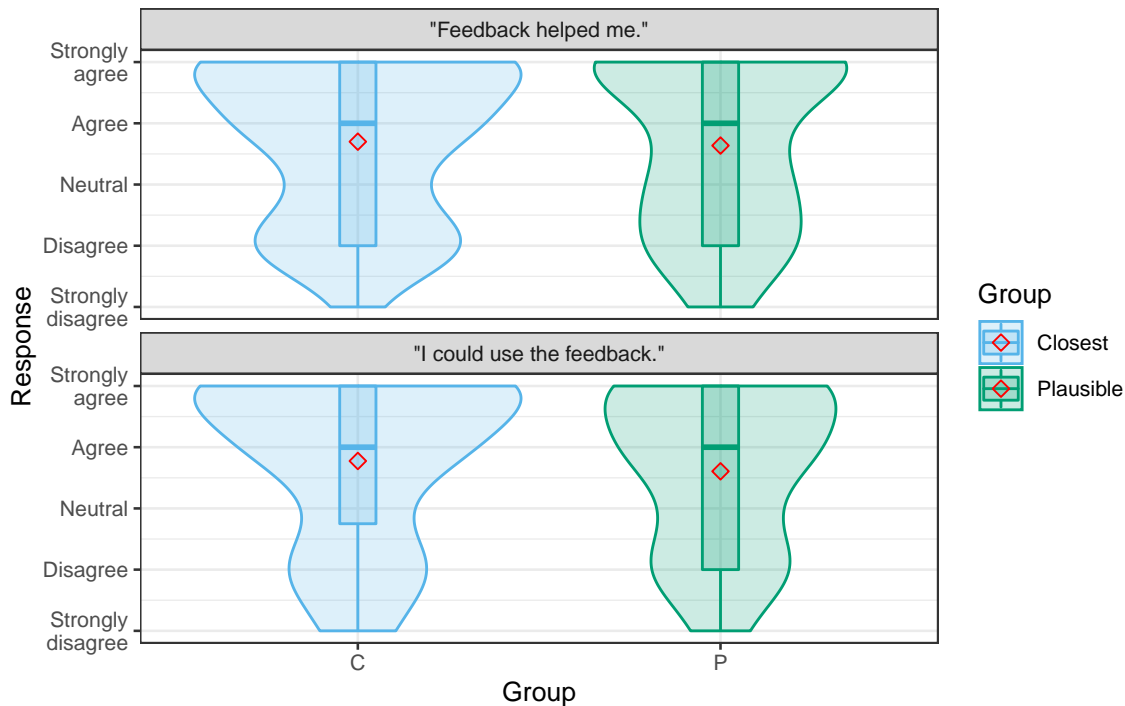 "Feedback helped me."
Strongly
agree
Agree
Neutral
Disagree
Strongly
disagree
"I could use the feedback."
Strongly
agree
Agree
Neutral
Disagree
Strongly
disagree
Response
C
P
Group
Group
Closest
Plausible